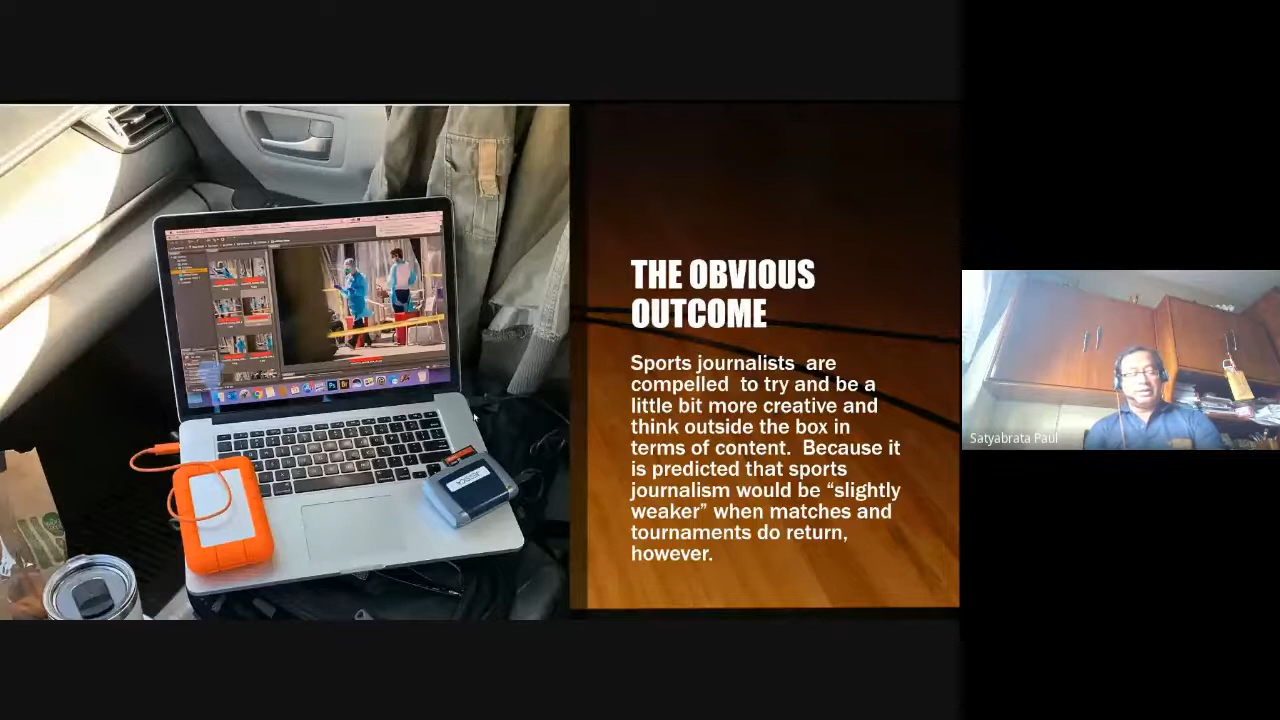 THE OBVIOUS
OUTCOME
Sports journalists  are
compelled  to try and be a
little bit more creative and
think outside the box in
terms of content.  Because it
is predicted that sports
journalism would be “slightly
weaker” when matches and
tournaments do return,
however.
Satyabrata Paul